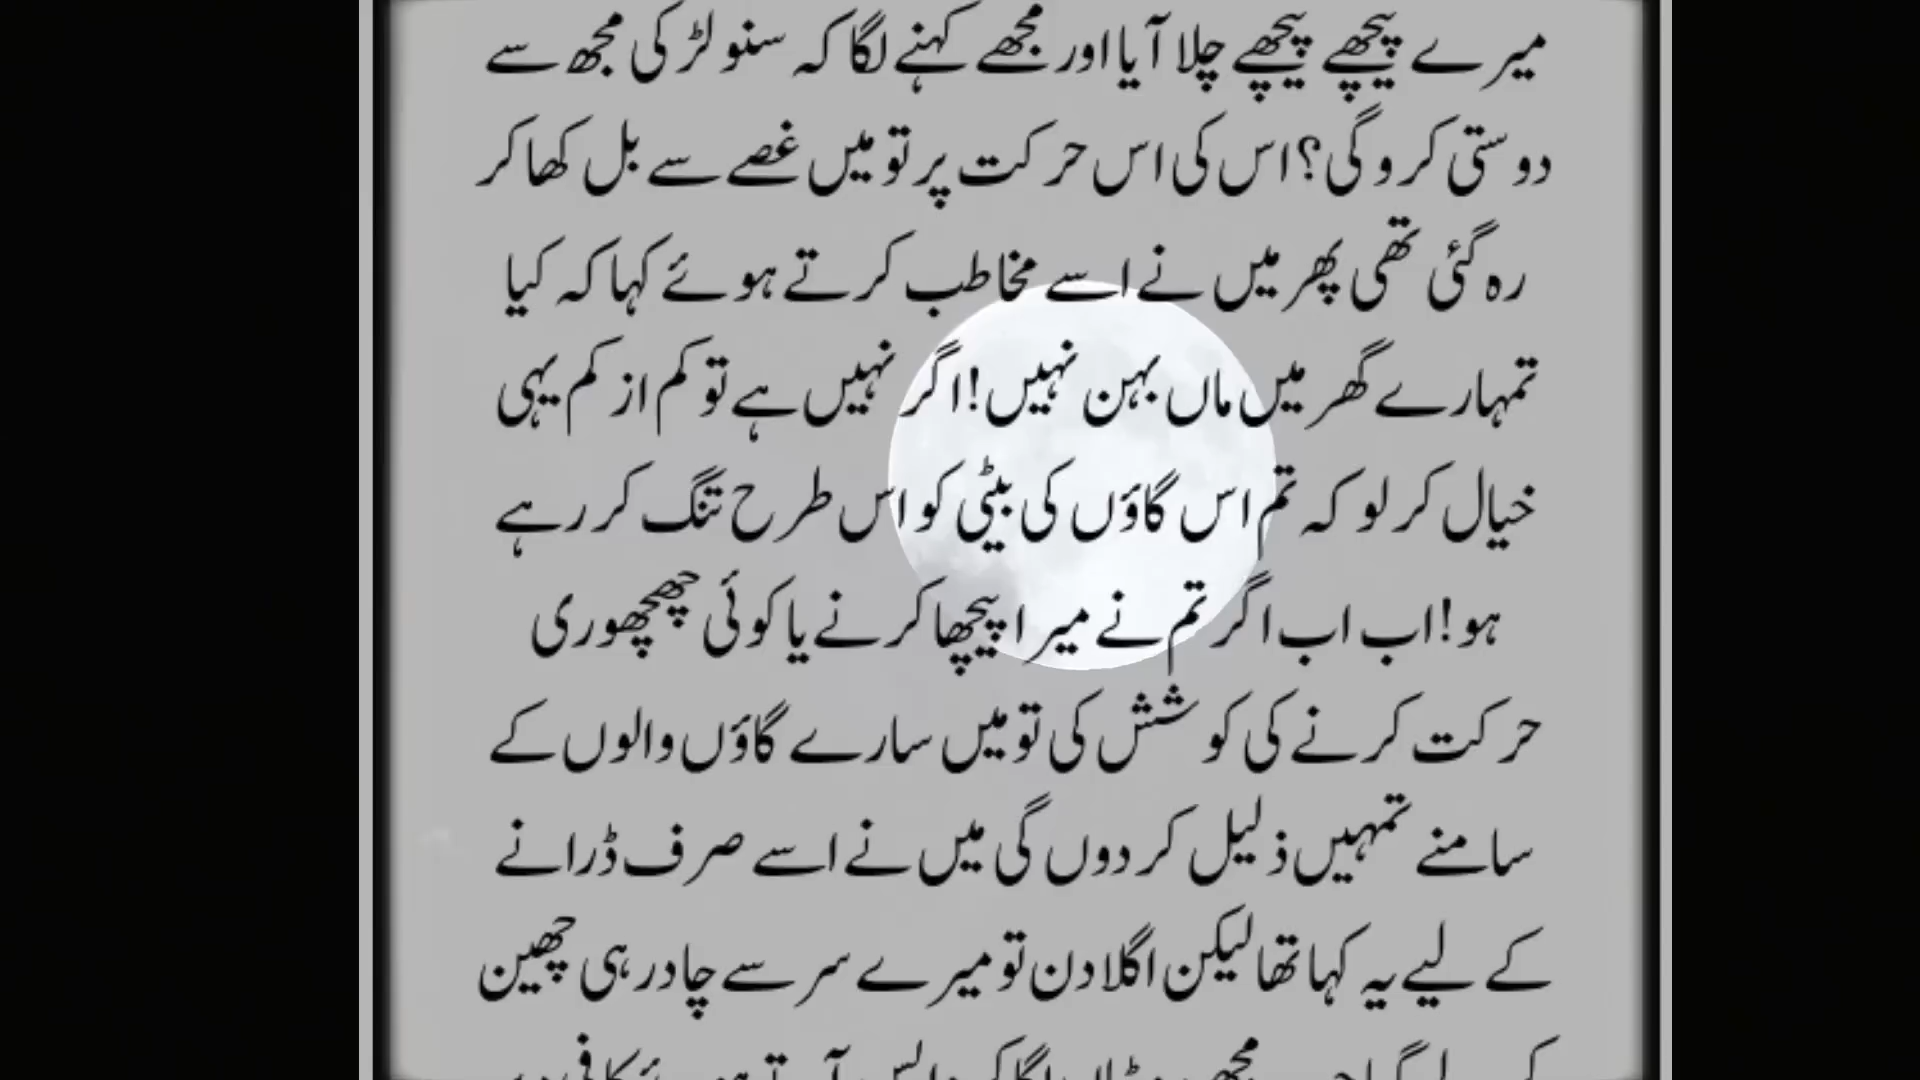 میرے پیچھے پیچھے چلا آیا اور مجھے کہنے لگا کہ سنو لڑکی مجھ سے
دوستی کرو گی؟ اس کی اس حرکت پر تو میں غصے سے بل کھا کر
رہ گئی تھی پھر میں نے اسے مخاطب کرتے ہوئے کہا کہ کیا
تمہارے گھر میں ماں بہن نہیں! اگر نہیں ہے تو کم از کم یہی
خیال کر لو کہ تم اس گاؤں کی بیٹی کو اس طرح تنگ کر رہے
ہو! اب اب اگر تم نے میرا پیچھا کرنے یا کوئی چھچھوری
حرکت کرنے کی کوشش کی تو میں سارے گاؤں والوں کے
سامنے تمہیں ذلیل کر دوں گی میں نے اسے صرف ڈرانے
کے لیے یہ کہا تھا لیکن اگلا دن تو میرے سر سے چادر ہی چھین